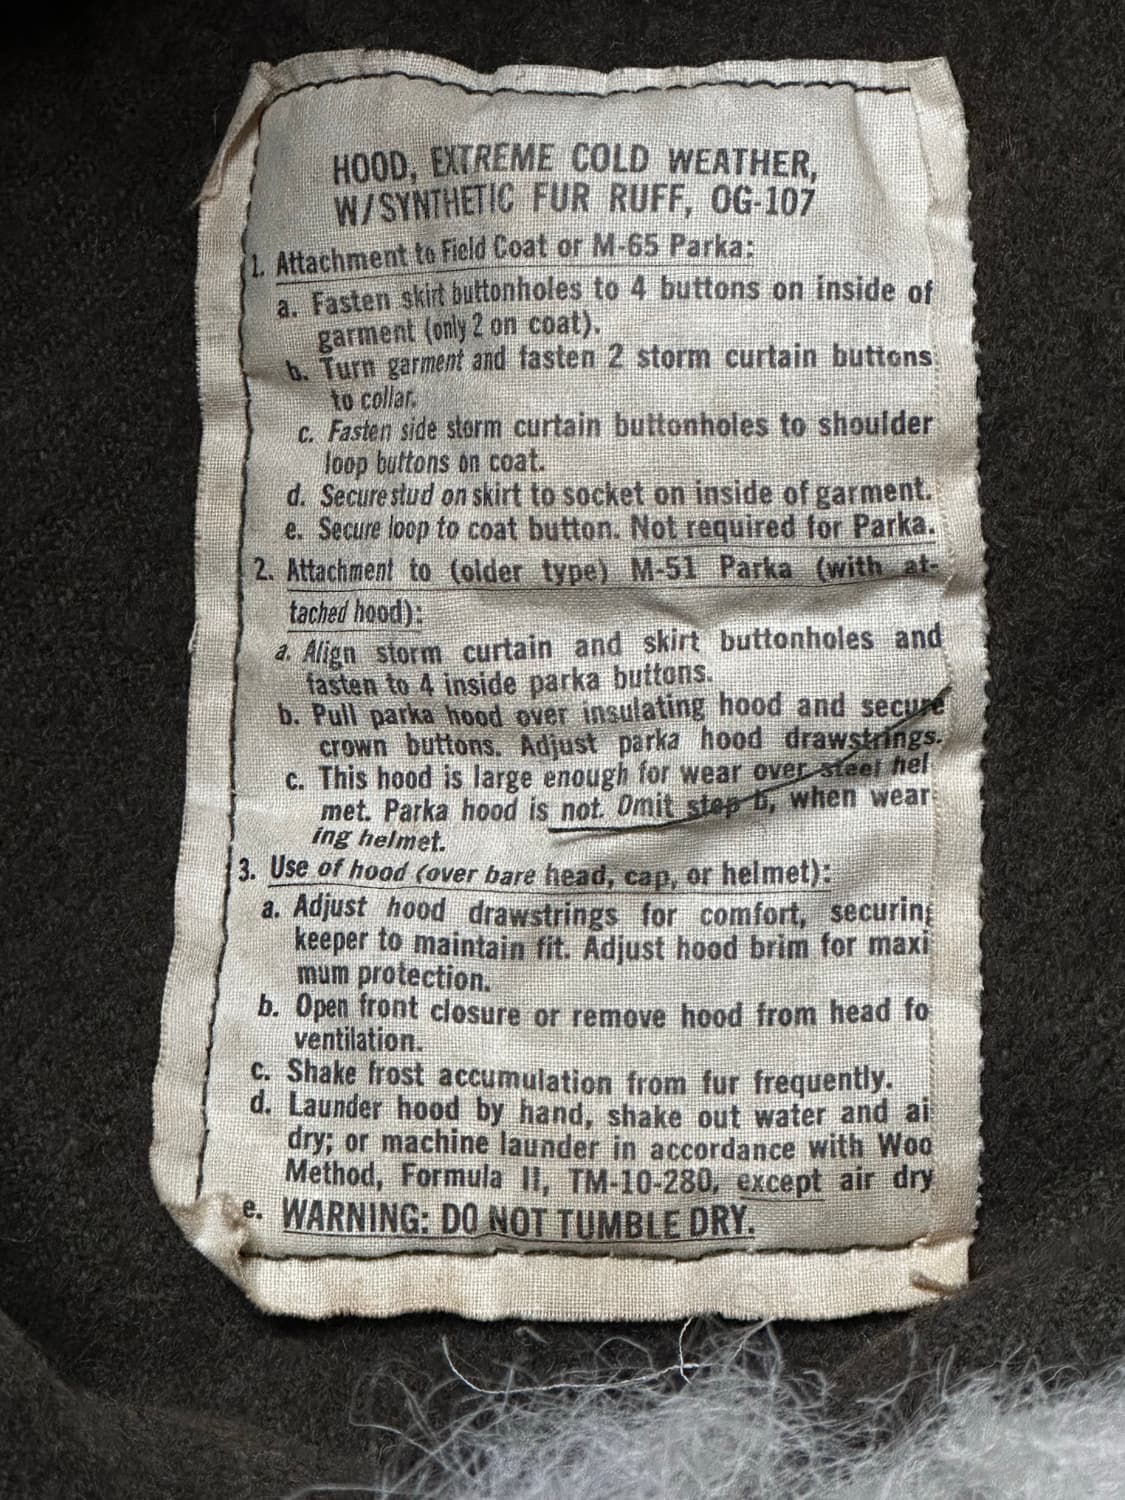 HOOD, EXTREME COLD WEATHER,
W/SYNTHETIC FUR RUFF, OG-107
1. Attachment to Field Coat or M-65 Parka:
a. Fasten skirt buttonholes to 4 buttons on inside of
garment (only 2 on coat).
b. Turn garment and fasten 2 storm curtain buttons
to collar.
c. Fasten side storm curtain buttonholes to shoulder
loop buttons on coat.
d. Secure stud on skirt to socket on inside of garment.
e. Secure loop to coat button. Not required for Parka.
2. Attachment to (older type) M-51 Parka (with at-
tached hood):
a. Align storm curtain and skirt buttonholes and
fasten to 4 inside parka buttons.
b. Pull parka hood over insulating hood and secure
crown buttons. Adjust parka hood drawstrings.
c. This hood is large enough for wear over steel hel
met. Parka hood is not. Omit step b, when wear
ing helmet.
3. Use of hood (over bare head, cap, or helmet):
a. Adjust hood drawstrings for comfort, securing
keeper to maintain fit. Adjust hood brim for maxi
mum protection.
b. Open front closure or remove hood from head fo
ventilation.
c. Shake frost accumulation from fur frequently.
d. Launder hood by hand, shake out water and ai
dry; or machine launder in accordance with Woo
Method, Formula II, TM-10-280, except air dry
e. WARNING: DO NOT TUMBLE DRY.